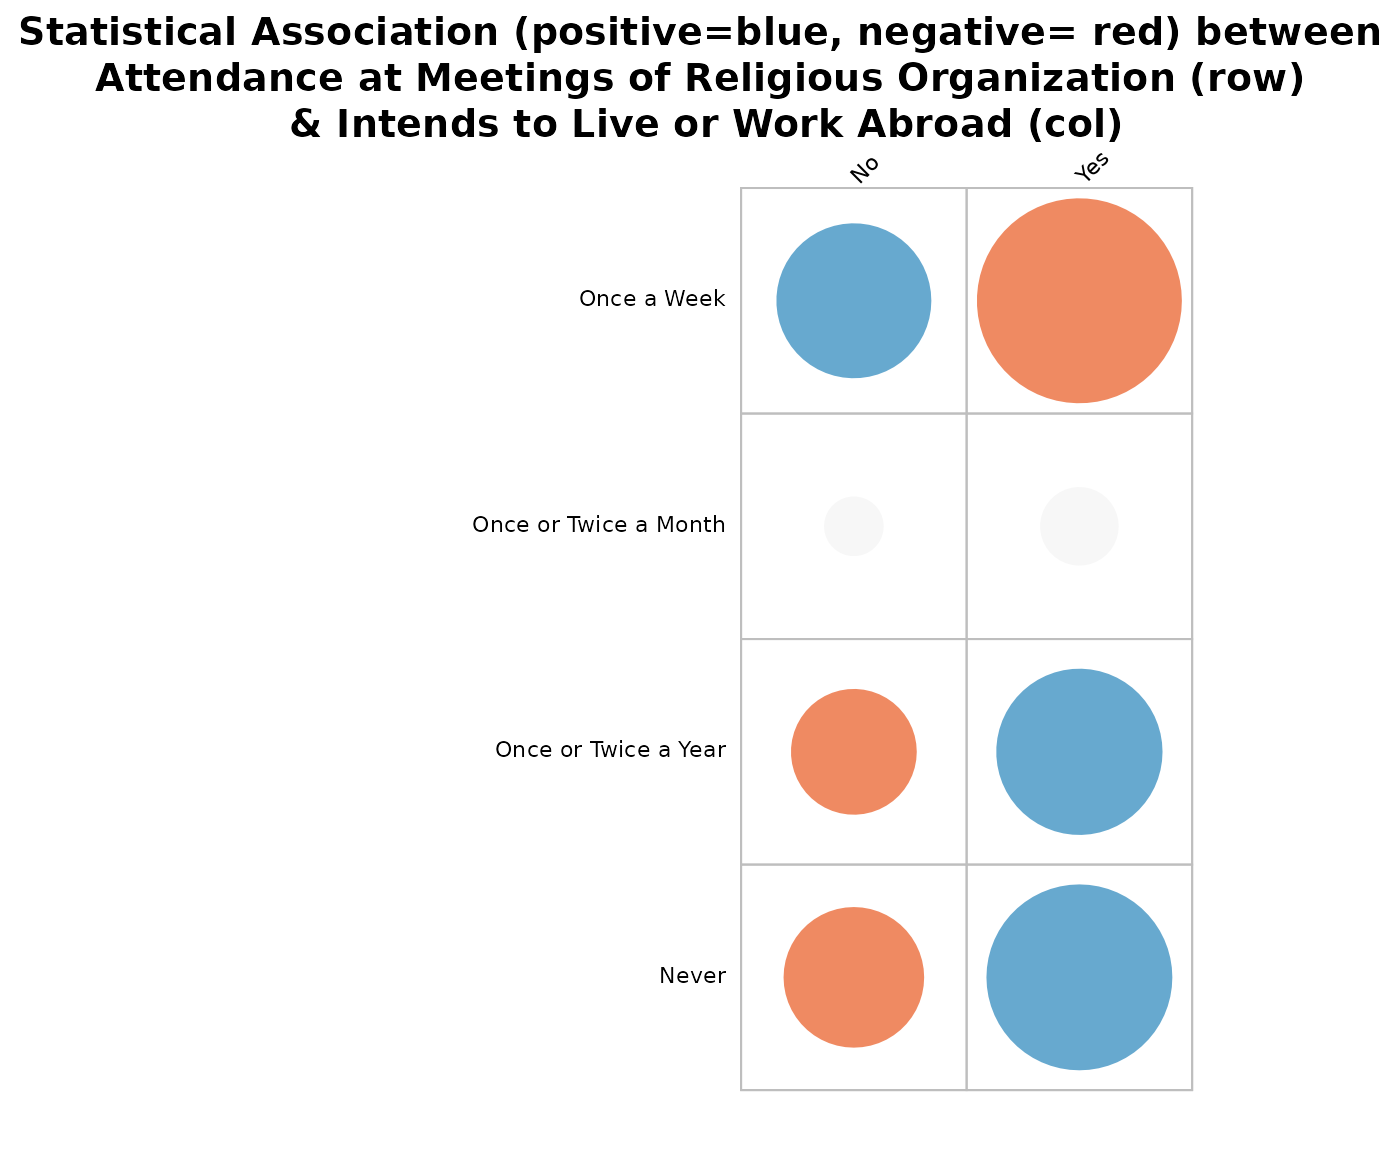 Statistical Association (positive=blue, negative= red) between
Attendance at Meetings of Religious Organization (row)
& Intends to Live or Work Abroad (col)
No
Yes
Once a Week
Once or Twice a Month
Once or Twice a Year
Never